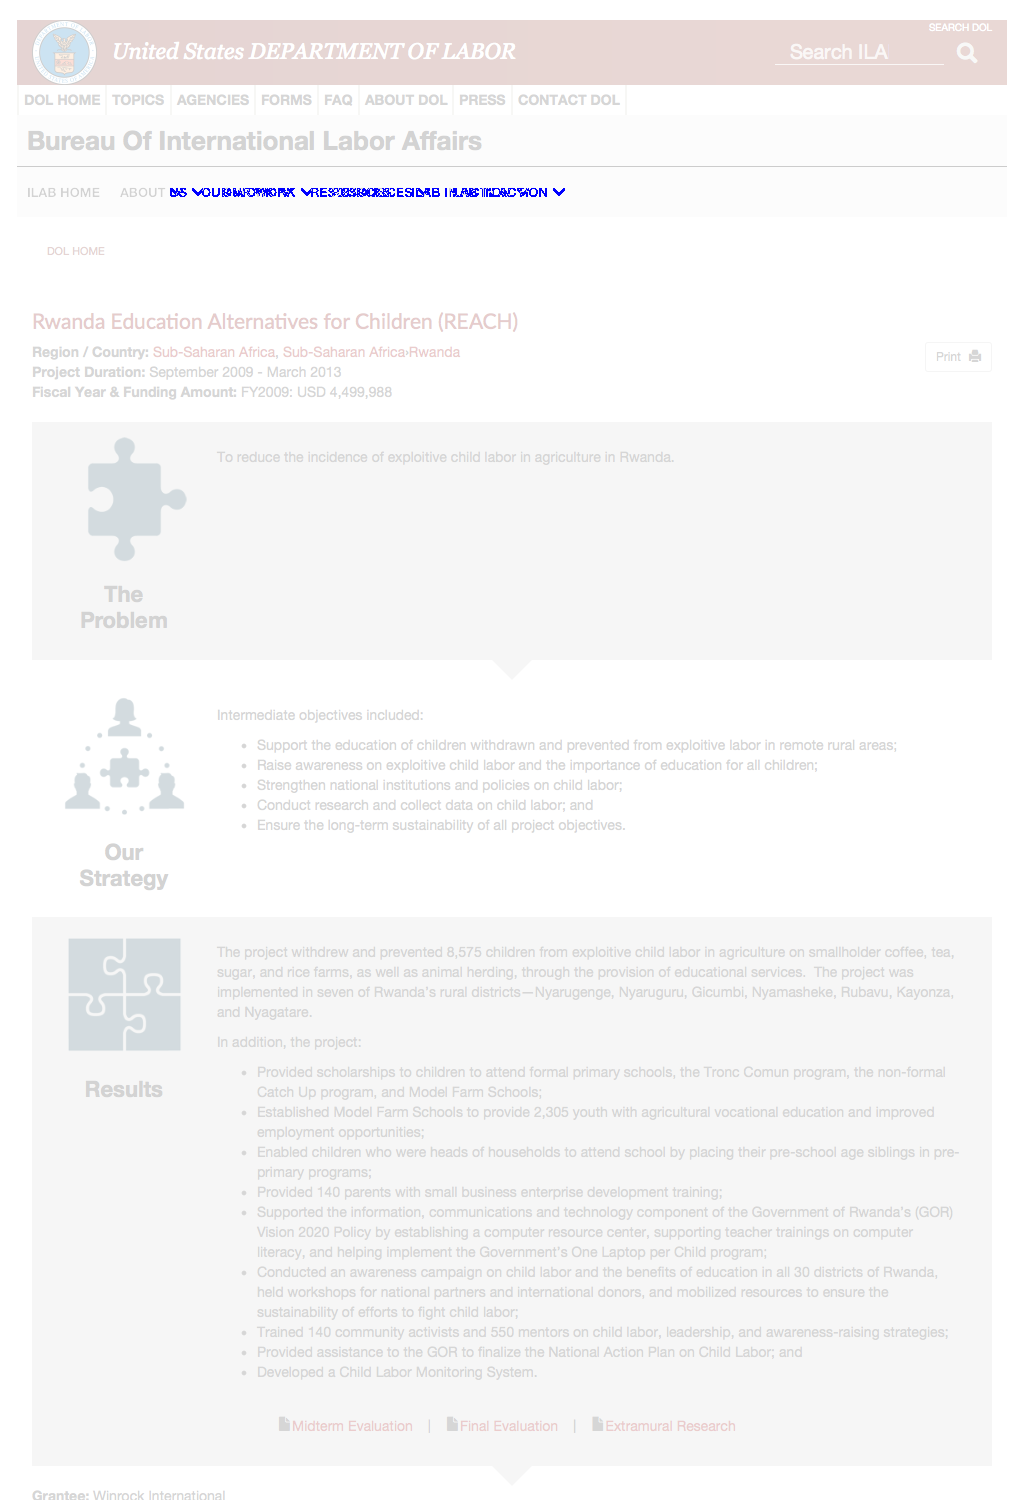 SEARCH DOL
United States DEPARTMENT OF LABOR
Search ILA
DOL HOME TOPICS AGENCIES FORMS FAQ ABOUT DOL PRESS CONTACT DOL
Bureau Of International Labor Affairs
ILAB HOME ABOUT
DOL HOME
Rwanda Education Alternatives for Children (REACH)
Region / Country: Sub-Saharan Africa, Sub-Saharan Africa›Rwanda
Print
Project Duration: September 2009 - March 2013
Fiscal Year & Funding Amount: FY2009: USD 4,499,988
To reduce the incidence of exploitive child labor in agriculture in Rwanda.
The
Problem
Intermediate objectives included:
• Support the education of children withdrawn and prevented from exploitive labor in remote rural areas;
• Raise awareness on exploitive child labor and the importance of education for all children;
• Strengthen national institutions and policies on child labor;
• Conduct research and collect data on child labor; and
• Ensure the long-term sustainability of all project objectives.
Our
Strategy
The project withdrew and prevented 8,575 children from exploitive child labor in agriculture on smallholder coffee, tea,
sugar, and rice farms, as well as animal herding, through the provision of educational services. The project was
implemented in seven of Rwanda's rural districts—Nyarugenge, Nyaruguru, Gicumbi, Nyamasheke, Rubavu, Kayonza,
and Nyagatare.
In addition, the project:
Results
• Provided scholarships to children to attend formal primary schools, the Tronc Comun program, the non-formal
Catch Up program, and Model Farm Schools;
• Established Model Farm Schools to provide 2,305 youth with agricultural vocational education and improved
employment opportunities;
• Enabled children who were heads of households to attend school by placing their pre-school age siblings in pre-
primary programs;
• Provided 140 parents with small business enterprise development training;
• Supported the information, communications and technology component of the Government of Rwanda's (GOR)
Vision 2020 Policy by establishing a computer resource center, supporting teacher trainings on computer
literacy, and helping implement the Government's One Laptop per Child program;
• Conducted an awareness campaign on child labor and the benefits of education in all 30 districts of Rwanda,
held workshops for national partners and international donors, and mobilized resources to ensure the
sustainability of efforts to fight child labor;
• Trained 140 community activists and 550 mentors on child labor, leadership, and awareness-raising strategies;
• Provided assistance to the GOR to finalize the National Action Plan on Child Labor; and
• Developed a Child Labor Monitoring System.
Midterm Evaluation | Final Evaluation | Extramural Research
Grantee: Winrock International